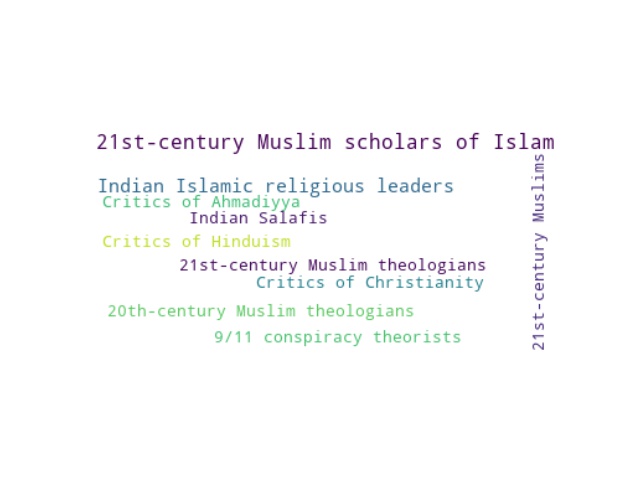 21st-century Muslim scholars of Islam
21st-century Muslims
Indian Islamic religious leaders
Critics of Ahmadiyya
Indian Salafis
Critics of Hinduism
21st-century Muslim theologians
Critics of Christianity
20th-century Muslim theologians
9/11 conspiracy theorists